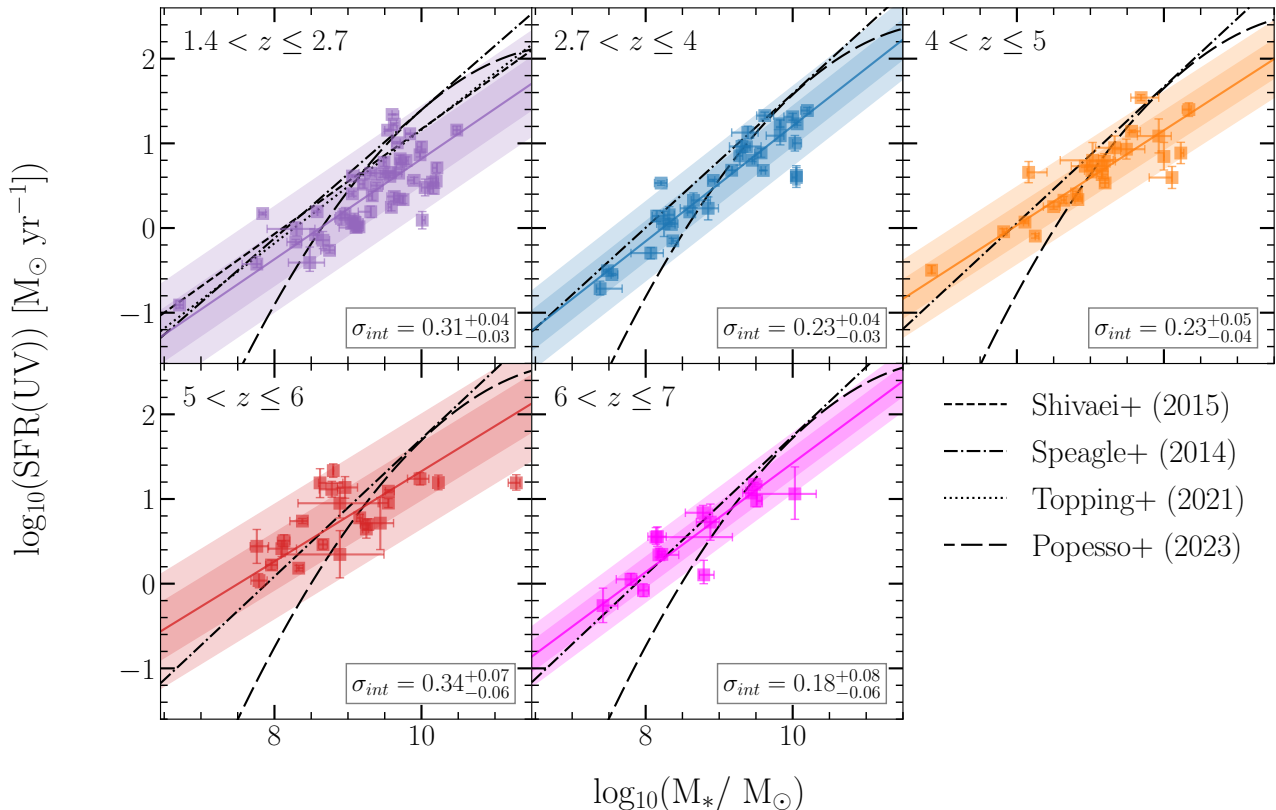 log₁₀(SFR(UV)) [M⊙ yr⁻¹]
1.4 < z ≤ 2.7
2.7 < z ≤ 4
4 < z ≤ 5
2
1
0
−1
σ_int = 0.31^{+0.04}_{−0.03}
σ_int = 0.23^{+0.04}_{−0.03}
σ_int = 0.23^{+0.05}_{−0.04}
5 < z ≤ 6
6 < z ≤ 7
2
1
0
−1
σ_int = 0.34^{+0.07}_{−0.06}
σ_int = 0.18^{+0.08}_{−0.06}
Shivaei+ (2015)
Speagle+ (2014)
Topping+ (2021)
Popesso+ (2023)
8 10 8 10
log₁₀(M_*/ M⊙)